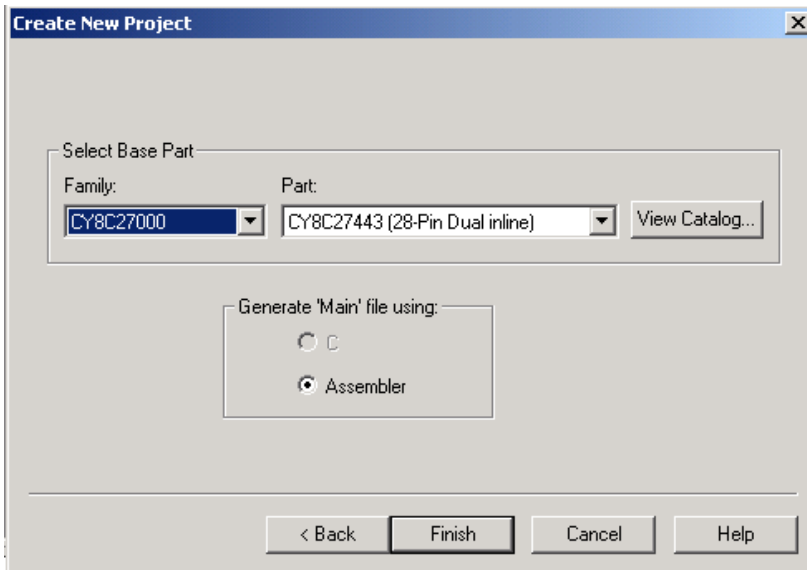 Create New Project
Select Base Part
Family: Part:
CY8C27000 CY8C27443 (28-Pin Dual inline) View Catalog...
Generate 'Main' file using:
C
Assembler
< Back Finish Cancel Help